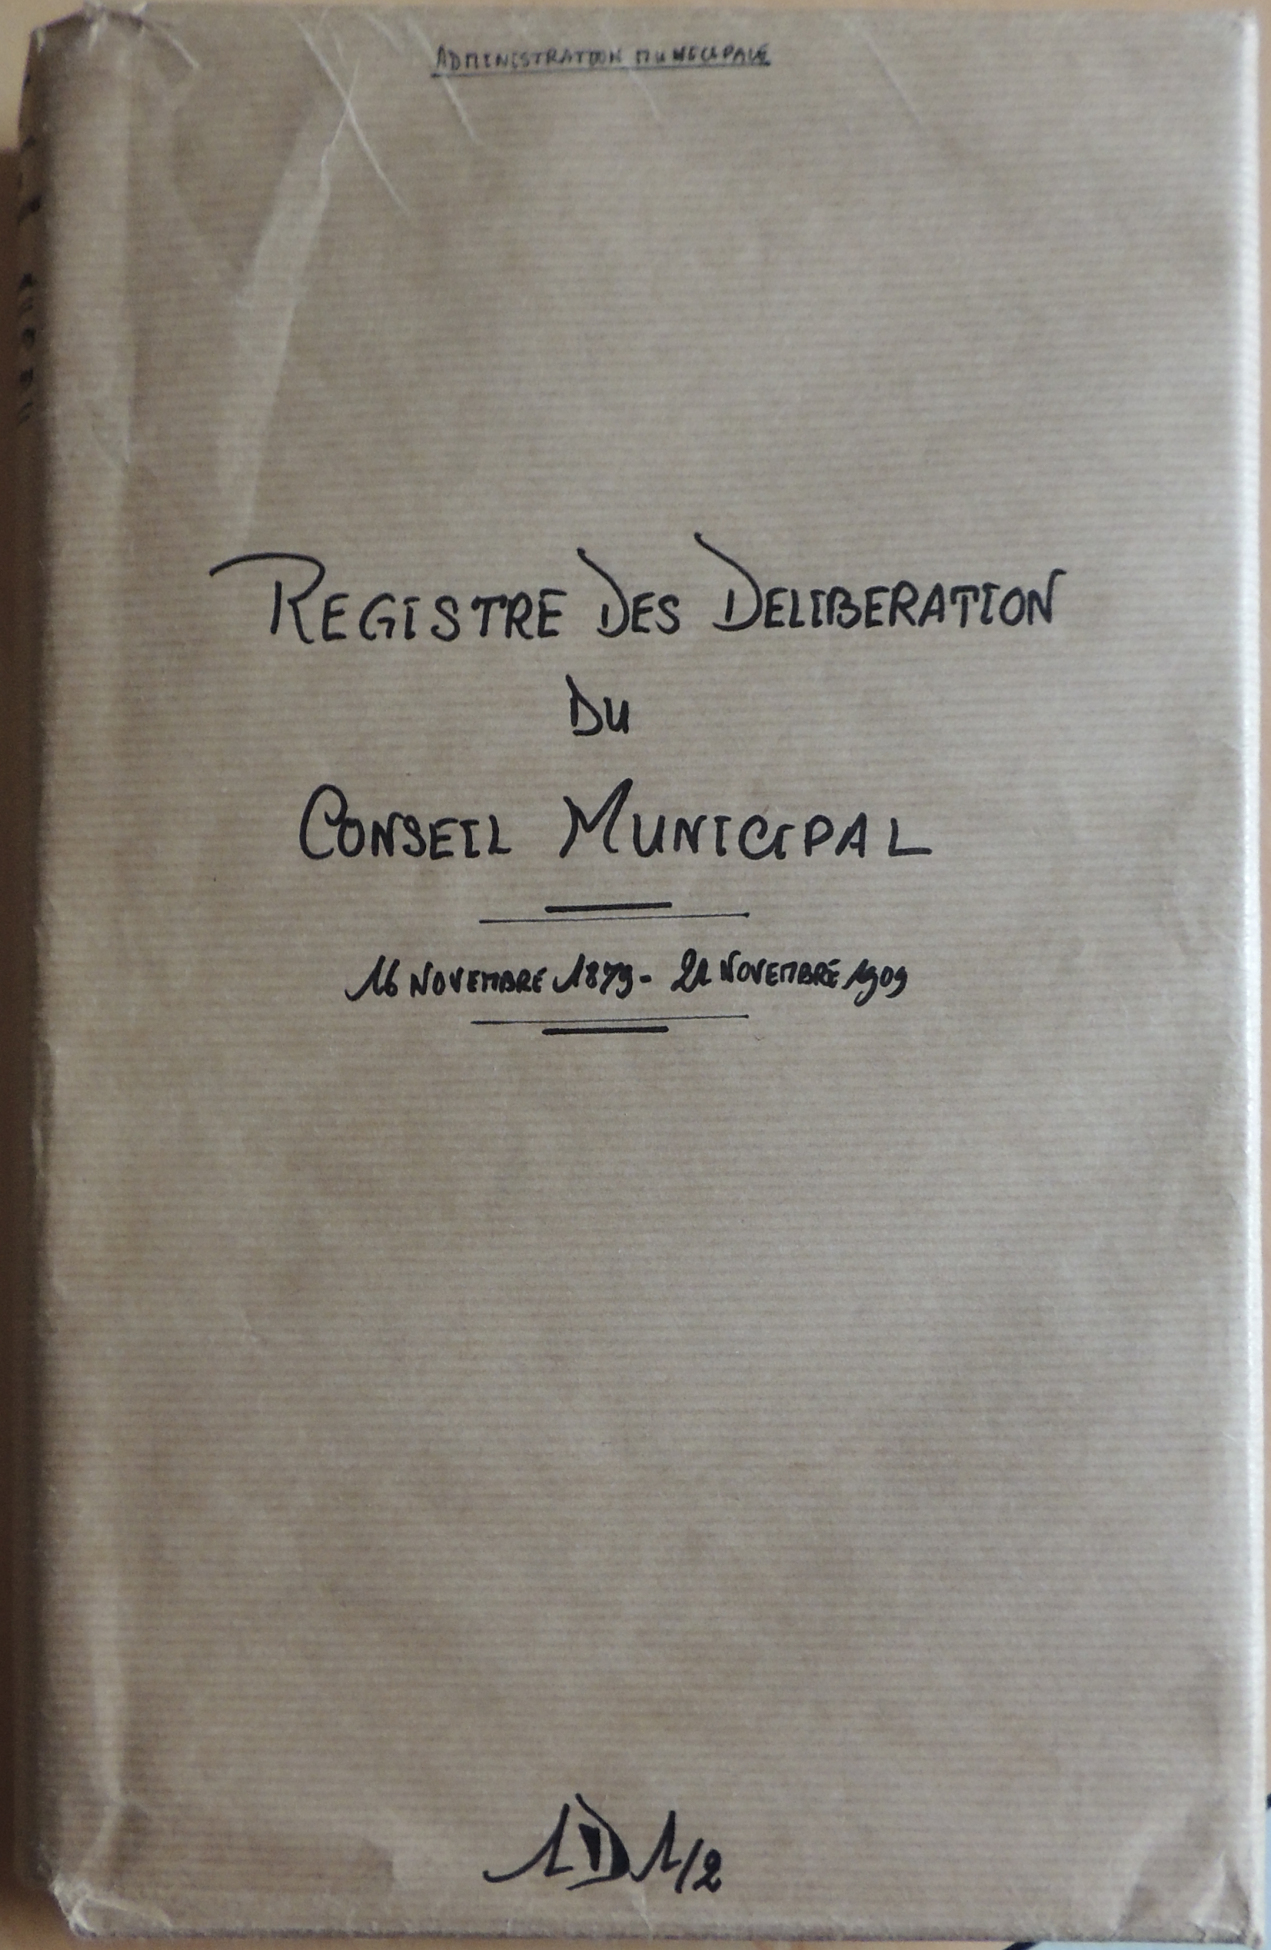 ADMINISTRATION MUNICIPALE
REGISTRE DES DELIBERATION
DU
CONSEIL MUNICIPAL
16 NOVEMBRE 1879 - 21 NOVEMBRE 1909
1D1/2